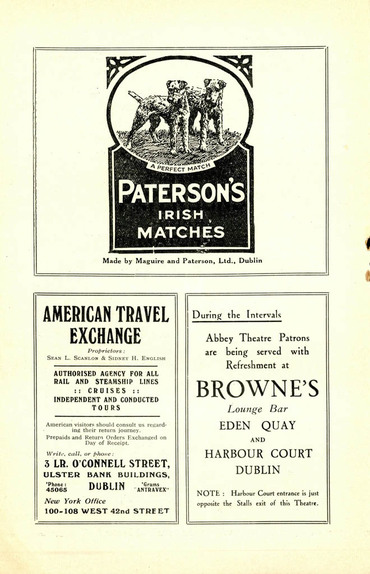 A PERFECT MATCH
PATERSON'S
IRISH
MATCHES
Made by Maguire and Paterson, Ltd., Dublin
AMERICAN TRAVEL
EXCHANGE
Proprietors:
SEAN L. SCANLON & SIDNEY H. ENGLISH
AUTHORISED AGENCY FOR ALL
RAIL AND STEAMSHIP LINES
:: CRUISES ::
INDEPENDENT AND CONDUCTED
TOURS
American visitors should consult us regard-
ing their return journey.
Prepaids and Return Orders Exchanged on
Day of Receipt.
Write, call, or phone:
3 LR. O'CONNELL STREET,
ULSTER BANK BUILDINGS,
'Phone: 45065 DUBLIN 'Grams "ANTRAVEX"
New York Office
100-108 WEST 42nd STREET
During the Intervals
Abbey Theatre Patrons
are being served with
Refreshment at
BROWNE'S
Lounge Bar
EDEN QUAY
AND
HARBOUR COURT
DUBLIN
NOTE : Harbour Court entrance is just
opposite the Stalls exit of this Theatre.